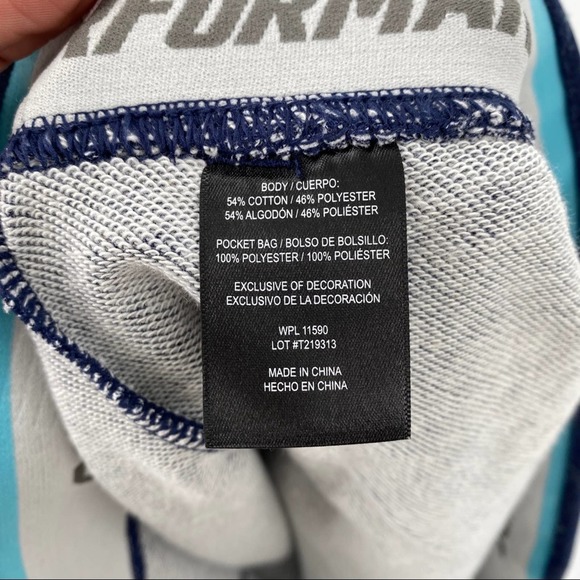 BODY / CUERPO:
54% COTTON / 46% POLYESTER
54% ALGODÓN / 46% POLIÉSTER
POCKET BAG / BOLSO DE BOLSILLO:
100% POLYESTER / 100% POLIÉSTER
EXCLUSIVE OF DECORATION
EXCLUSIVO DE LA DECORACIÓN
WPL 11590
LOT #T219313
MADE IN CHINA
HECHO EN CHINA